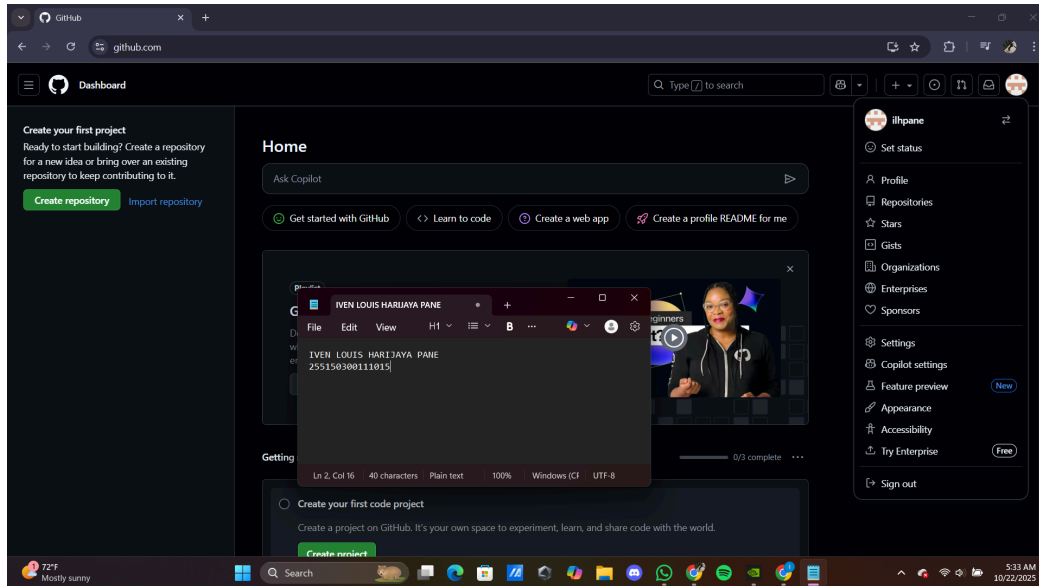 GitHub
github.com
Dashboard
Type / to search
Create your first project
Ready to start building? Create a repository
for a new idea or bring over an existing
repository to keep contributing to it.
Create repository
Import repository
Home
Ask Copilot
Get started with GitHub
Learn to code
Create a web app
Create a profile README for me
IVEN LOUIS HARIJAYA PANE
File Edit View H1 B ...
IVEN LOUIS HARIJAYA PANE
255150300111015
Ln 2, Col 16 40 characters Plain text 100% Windows (CF UTF-8
Getting
0/3 complete
Create your first code project
Create a project on GitHub. It's your own space to experiment, learn, and share code with the world.
Create project
ilhpane
Set status
Profile
Repositories
Stars
Gists
Organizations
Enterprises
Sponsors
Settings
Copilot settings
Feature preview New
Appearance
Accessibility
Try Enterprise Free
Sign out
1
72°F
Mostly sunny
Search
5:33 AM
10/22/2025